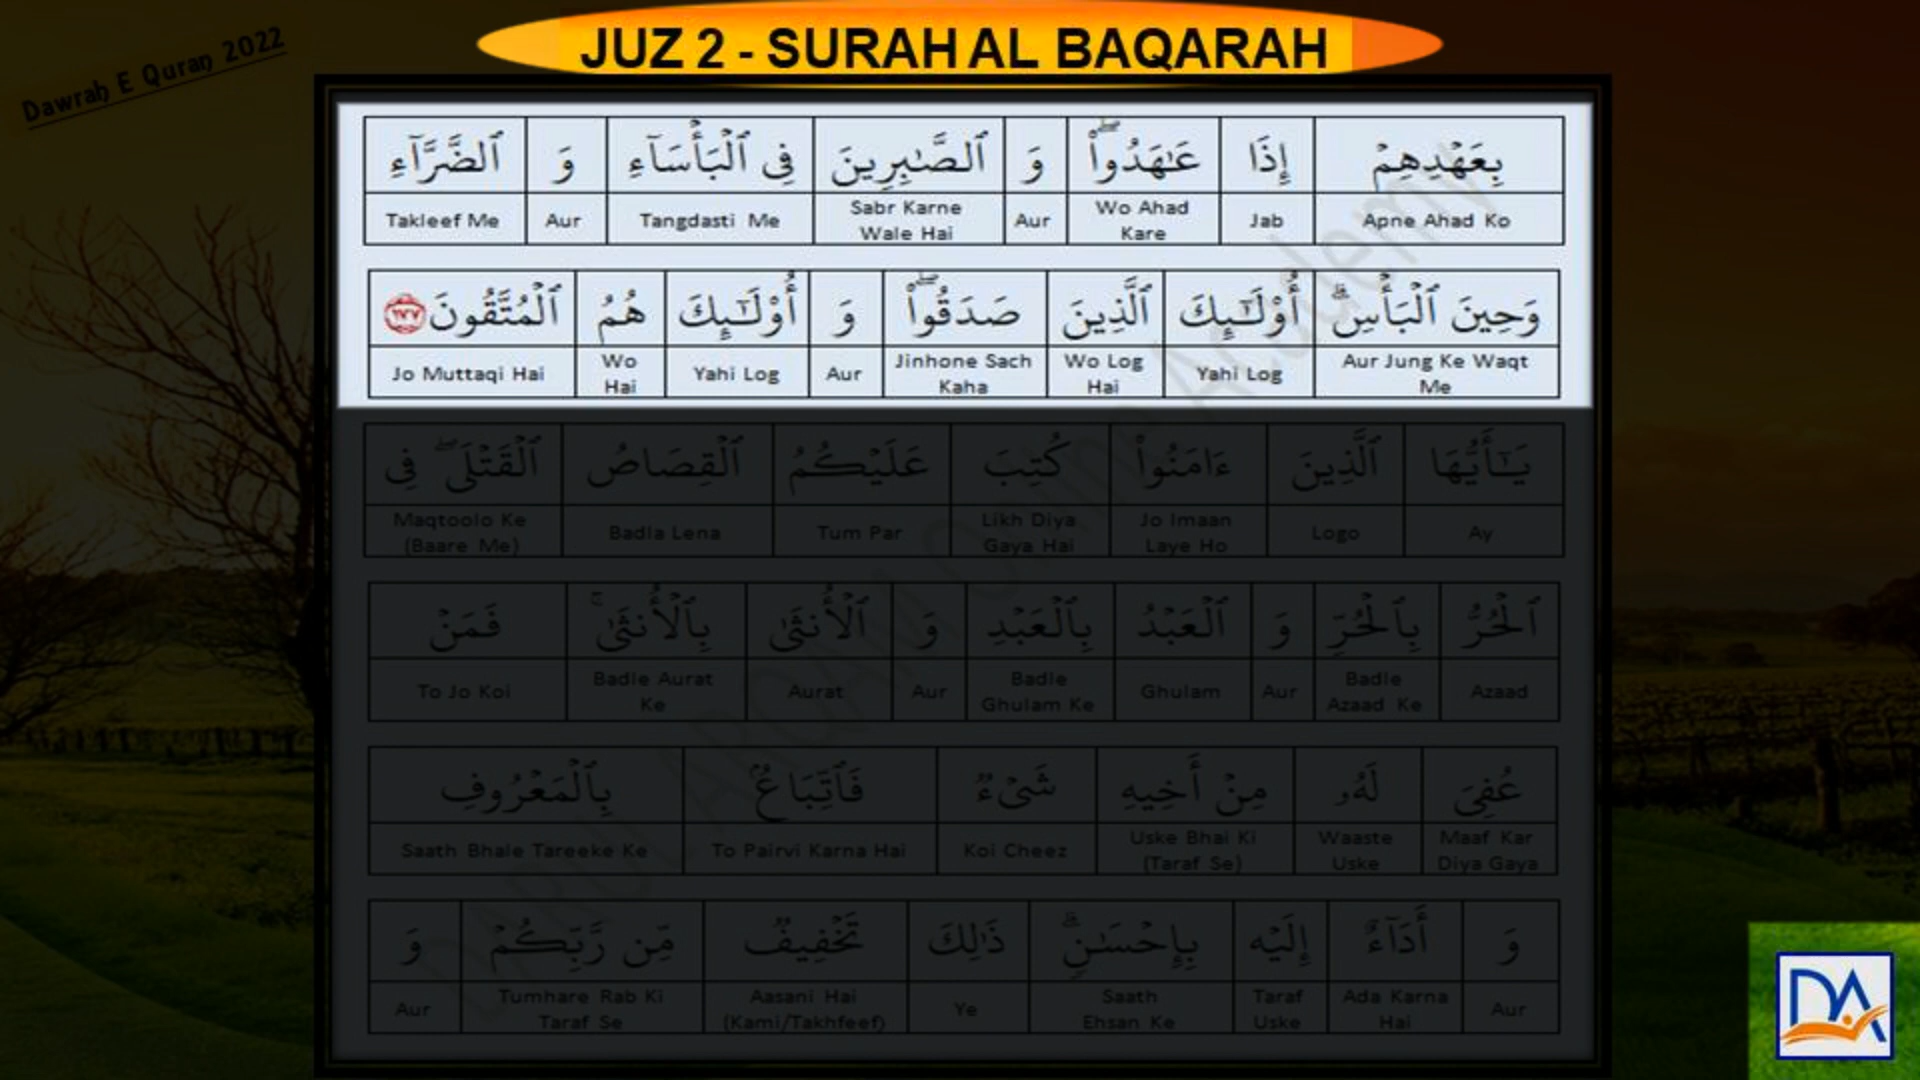 JUZ 2 - SURAH AL BAQARAH
Dawrah E Quran 2022
بِعَهْدِهِمْ إِذَا عَـٰهَدُوا۟ ۖ وَ ٱلصَّـٰبِرِينَ فِى ٱلْبَأْسَآءِ وَ ٱلضَّرَّآءِ
Takleef Me Aur Tangdasti Me Sabr Karne Wale Hai Aur Wo Ahad Kare Jab Apne Ahad Ko
وَحِينَ ٱلْبَأْسِ ۗ أُو۟لَـٰٓئِكَ ٱلَّذِينَ صَدَقُوا۟ ۖ وَ أُو۟لَـٰٓئِكَ هُمُ ٱلْمُتَّقُونَ ١٧٧
Jo Muttaqi Hai Wo Hai Yahi Log Aur Jinhone Sach Kaha Wo Log Hai Yahi Log Aur Jung Ke Waqt Me
يَـٰٓأَيُّهَا ٱلَّذِينَ ءَامَنُوا۟ كُتِبَ عَلَيْكُمُ ٱلْقِصَاصُ فِى ٱلْقَتْلَى ۖ
Maqtoolo Ke (Baare Me) Badla Lena Tum Par Likh Diya Gaya Hai Jo Imaan Laye Ho Logo Ay
ٱلْحُرُّ بِٱلْحُرِّ وَ ٱلْعَبْدُ بِٱلْعَبْدِ وَ ٱلْأُنثَىٰ بِٱلْأُنثَىٰ ۚ فَمَنْ
To Jo Koi Badle Aurat Ke Aurat Aur Badle Ghulam Ke Ghulam Aur Badle Azaad Ke Azaad
عُفِىَ لَهُۥ مِنْ أَخِيهِ شَىْءٌ فَٱتِّبَاعٌۢ بِٱلْمَعْرُوفِ
Saath Bhale Tareeke Ke To Pairvi Karna Hai Koi Cheez Uske Bhai Ki (Taraf Se) Waaste Uske Maaf Kar Diya Gaya
وَ أَدَآءٌ إِلَيْهِ بِإِحْسَـٰنٍ ۗ ذَٰلِكَ تَخْفِيفٌ مِّن رَّبِّكُمْ وَ
Aur Tumhare Rab Ki Taraf Se Aasani Hai (Kami/Takhfeef) Ye Saath Ehsan Ke Taraf Uske Ada Karna Hai Aur
DA